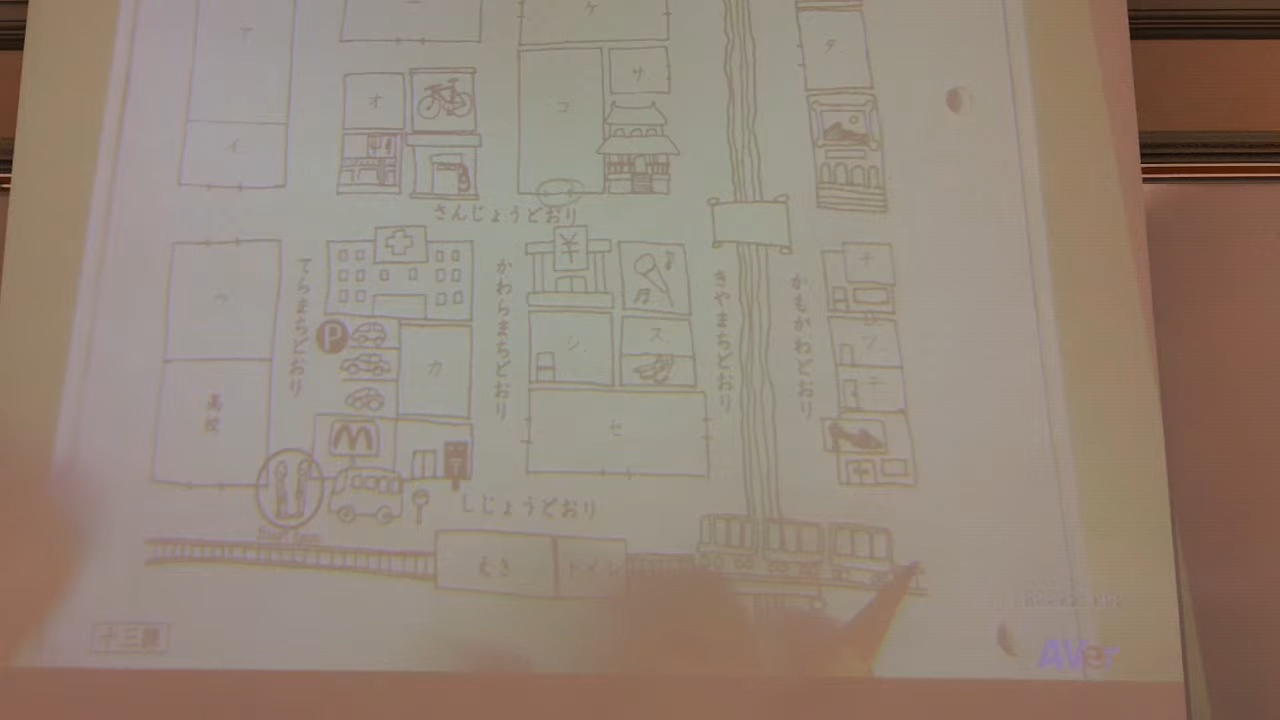 ア
ケ
タ
サ
オ
コ
イ
さんじょうどおり
¥
チ
てらまちどおり
かわらまちどおり
きやまちどおり
かもがわどおり
ウ
P
シ
ス
ツ
カ
テ
高校
セ
M
しじょうどおり
えき
トイレ
十三課
AVer